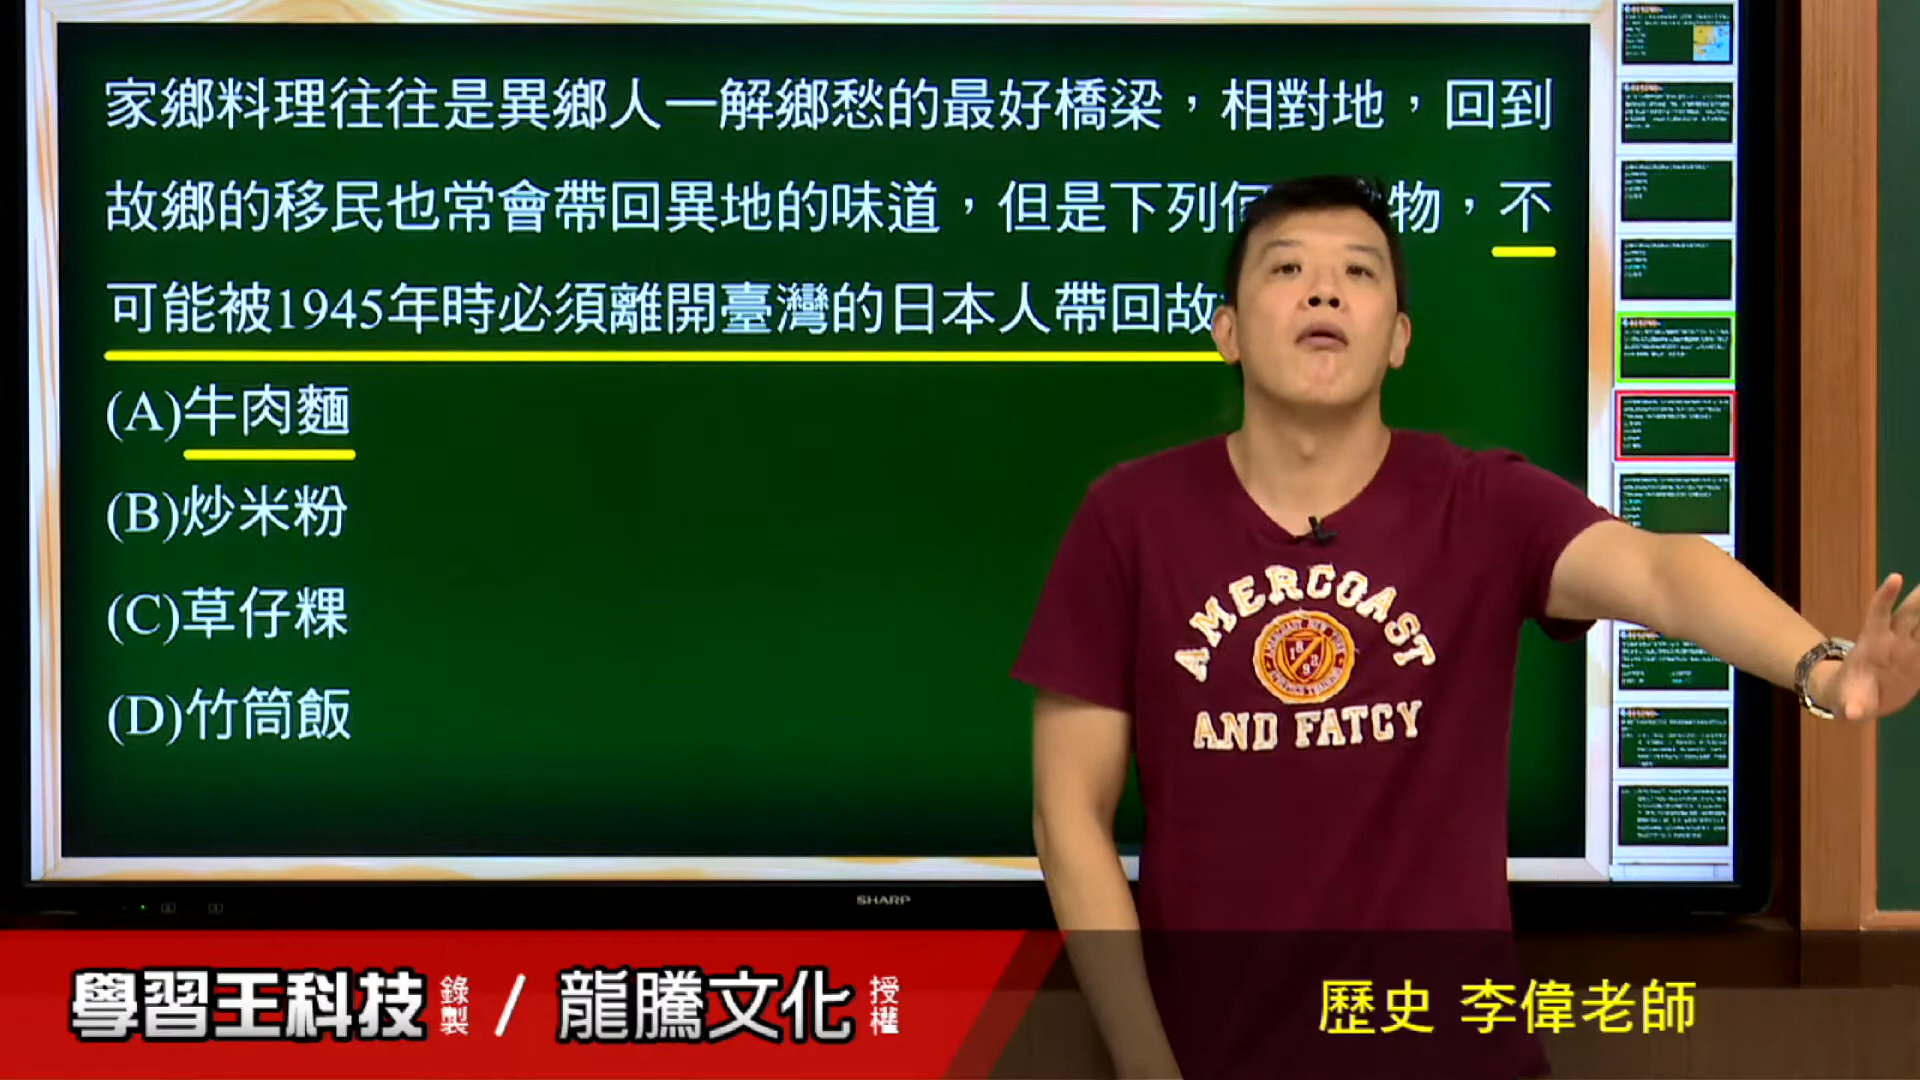 家鄉料理往往是異鄉人一解鄉愁的最好橋梁，相對地，回到
故鄉的移民也常會帶回異地的味道，但是下列 物，不
可能被1945年時必須離開臺灣的日本人帶回故
(A)牛肉麵
(B)炒米粉
(C)草仔粿
(D)竹筒飯
AMERCOAST
1893
AND FATCY
SHARP
學習王科技 錄製 / 龍騰文化 授權
歷史 李偉老師